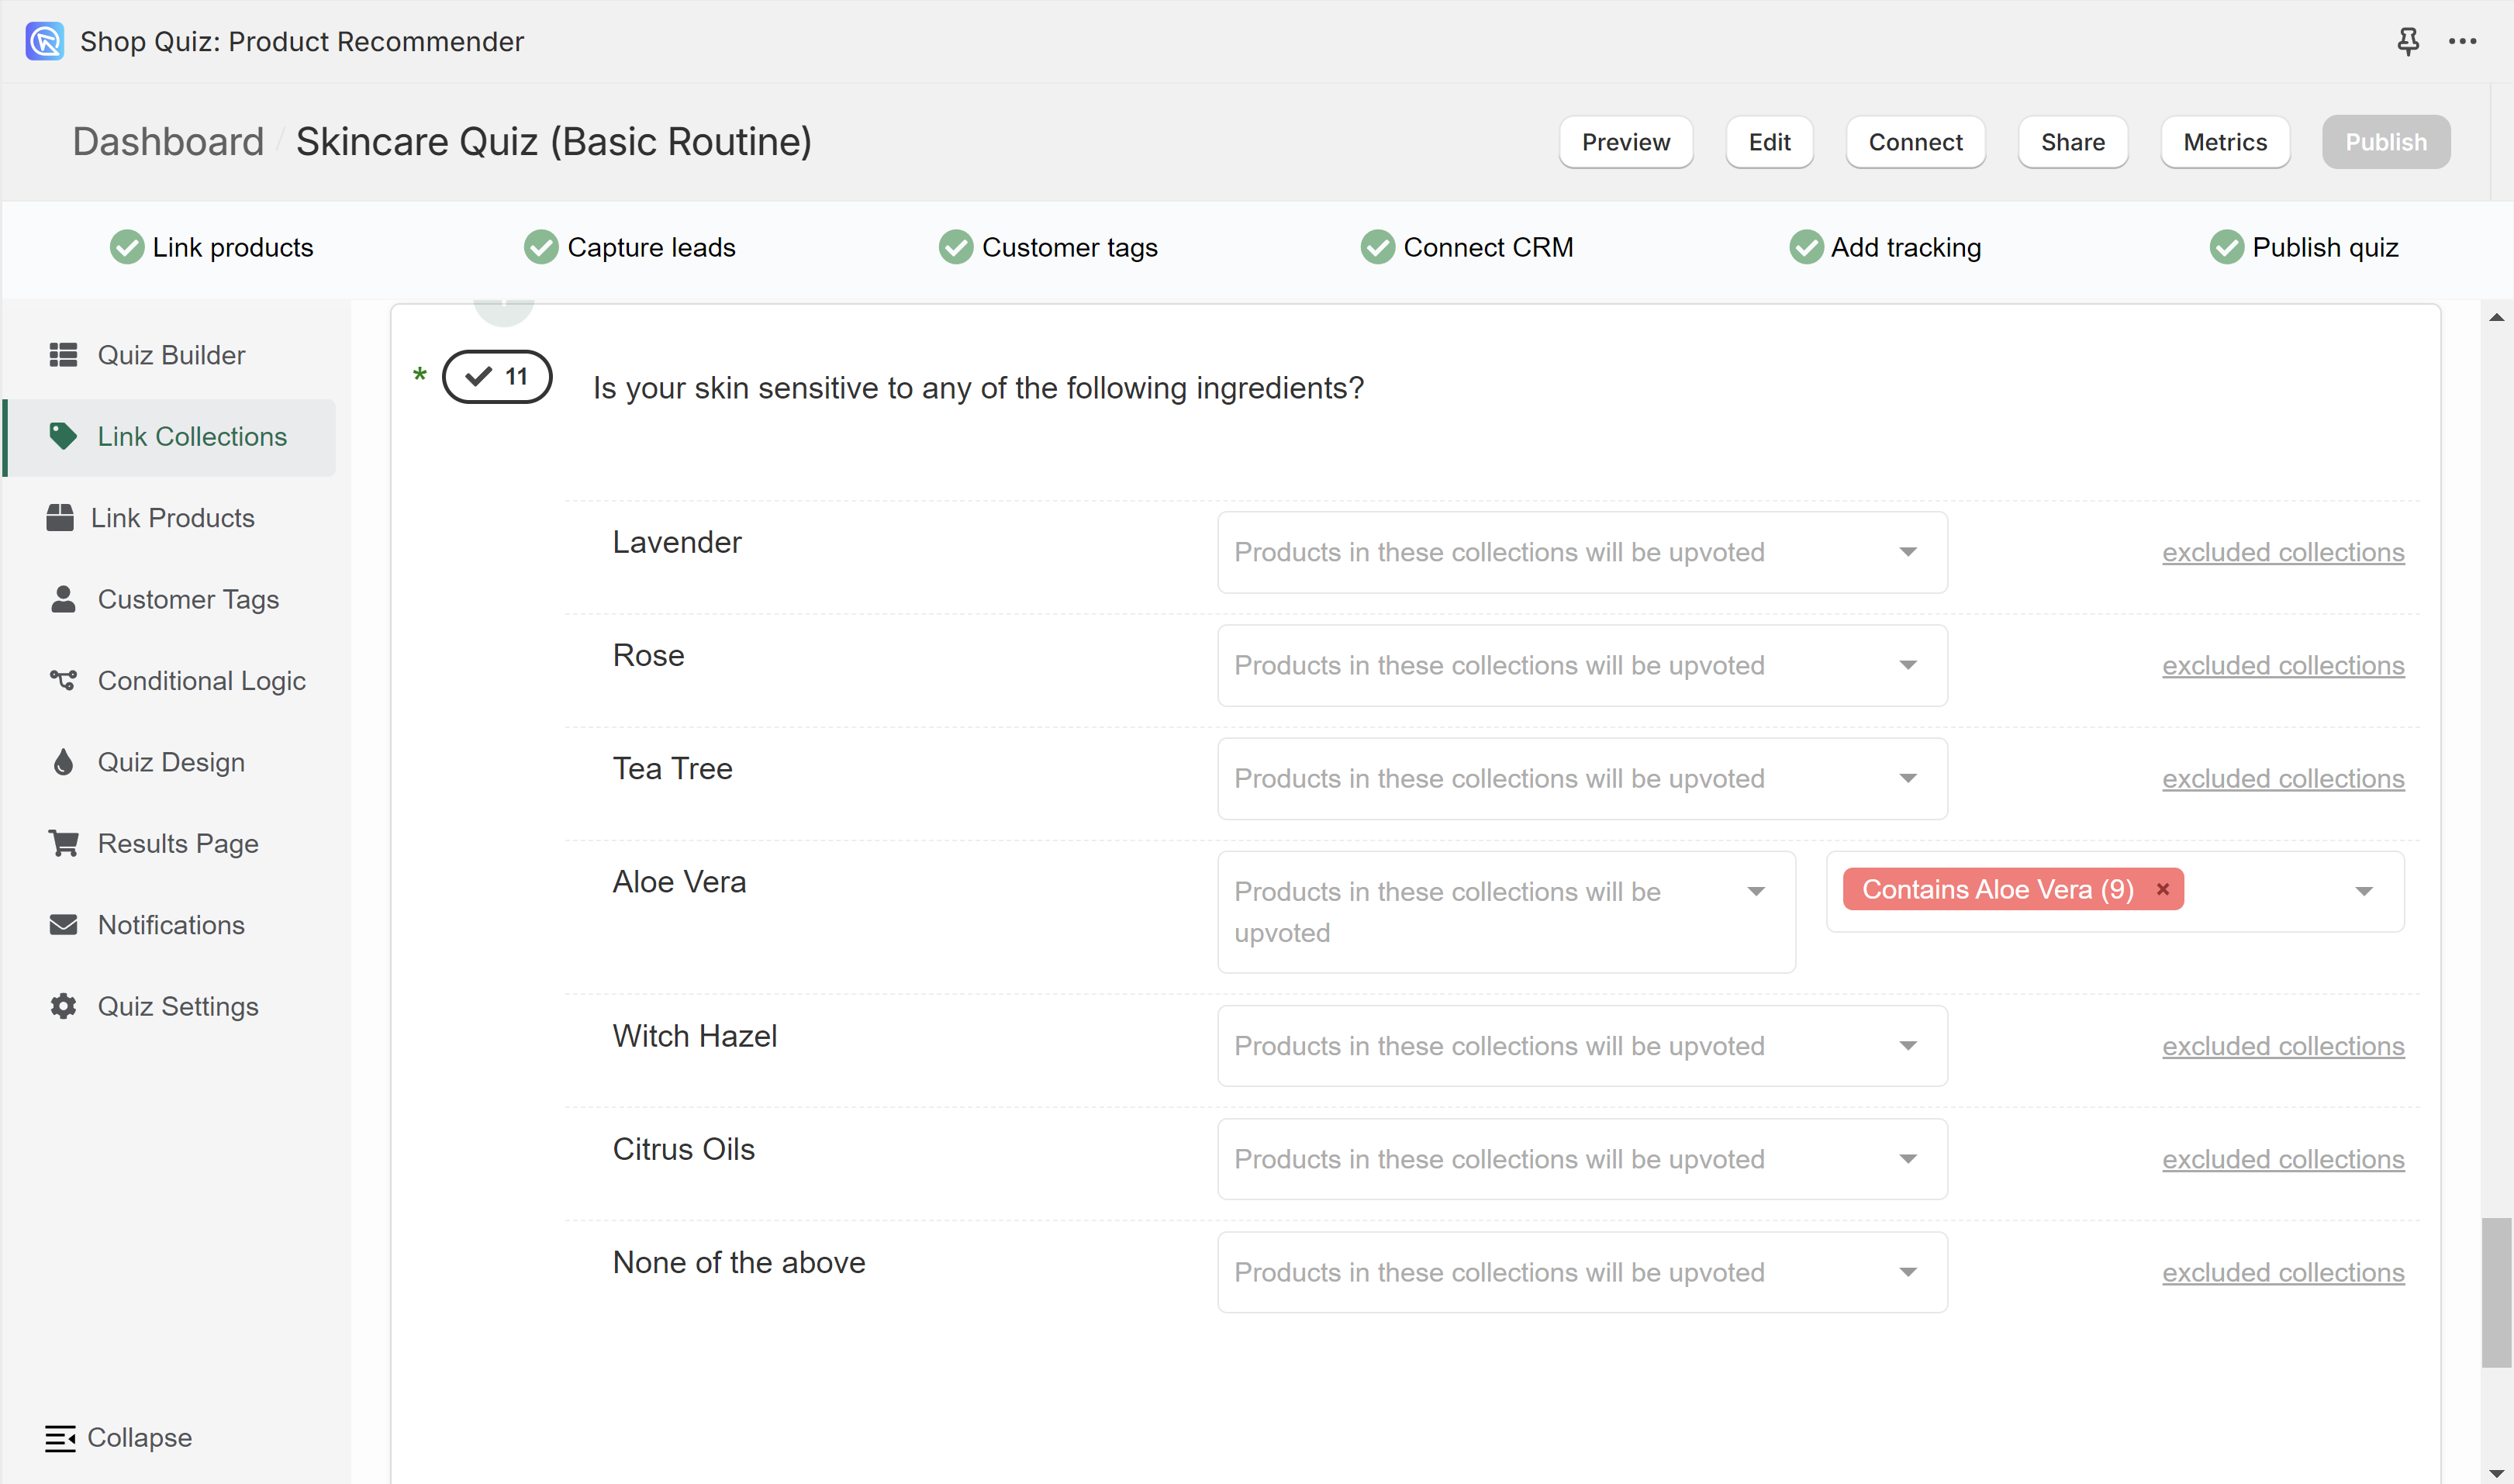 Shop Quiz: Product Recommender
Dashboard / Skincare Quiz (Basic Routine)
Preview
Edit
Connect
Share
Metrics
Publish
Link products
Capture leads
Customer tags
Connect CRM
Add tracking
Publish quiz
Quiz Builder
Link Collections
Link Products
Customer Tags
Conditional Logic
Quiz Design
Results Page
Notifications
Quiz Settings
Collapse
* 11
Is your skin sensitive to any of the following ingredients?
Lavender
Products in these collections will be upvoted
excluded collections
Rose
Products in these collections will be upvoted
excluded collections
Tea Tree
Products in these collections will be upvoted
excluded collections
Aloe Vera
Products in these collections will be
upvoted
Contains Aloe Vera (9) ×
Witch Hazel
Products in these collections will be upvoted
excluded collections
Citrus Oils
Products in these collections will be upvoted
excluded collections
None of the above
Products in these collections will be upvoted
excluded collections